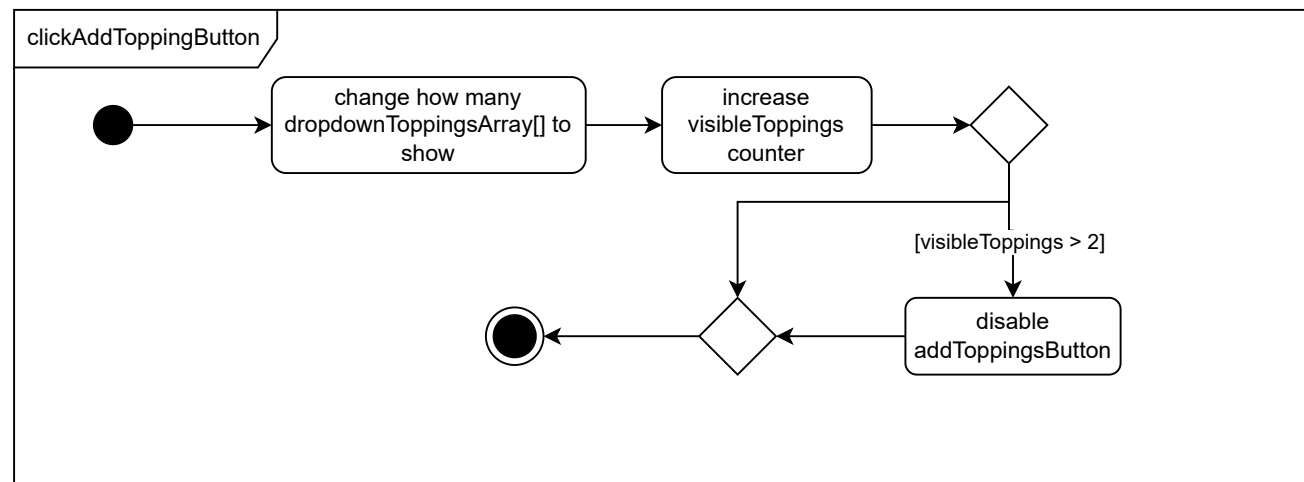 clickAddToppingButton
change how many
dropdownToppingsArray[] to
show
increase
visibleToppings
counter
[visibleToppings > 2]
disable
addToppingsButton